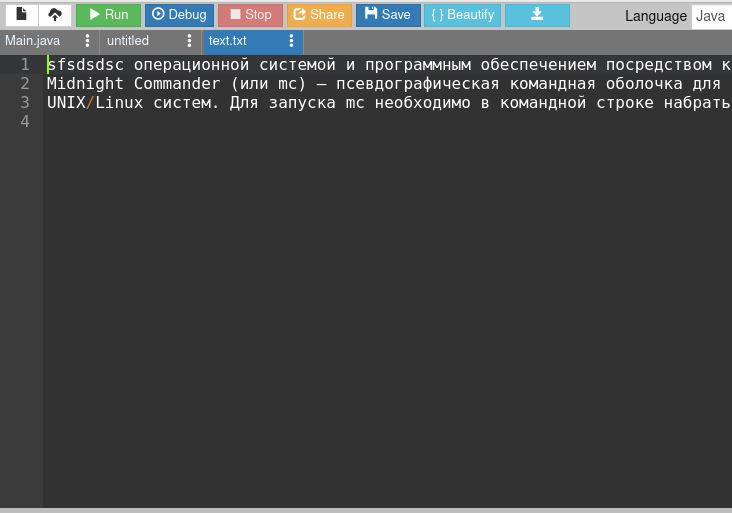 Run Debug Stop Share Save { } Beautify Language Java
Main.java untitled text.txt
1 sfsdsdsc операционной системой и программным обеспечением посредством к
2 Midnight Commander (или mc) — псевдографическая командная оболочка для
3 UNIX/Linux систем. Для запуска mc необходимо в командной строке набрать
4